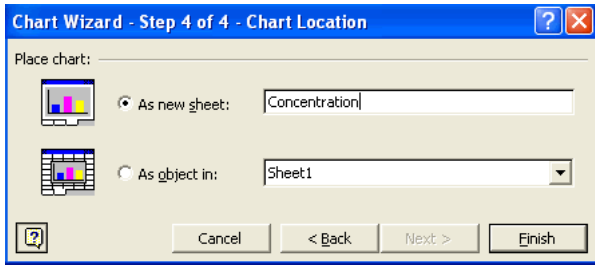 Chart Wizard - Step 4 of 4 - Chart Location
?
Place chart:
As new sheet: Concentration
As object in: Sheet1
? Cancel < Back Next > Finish